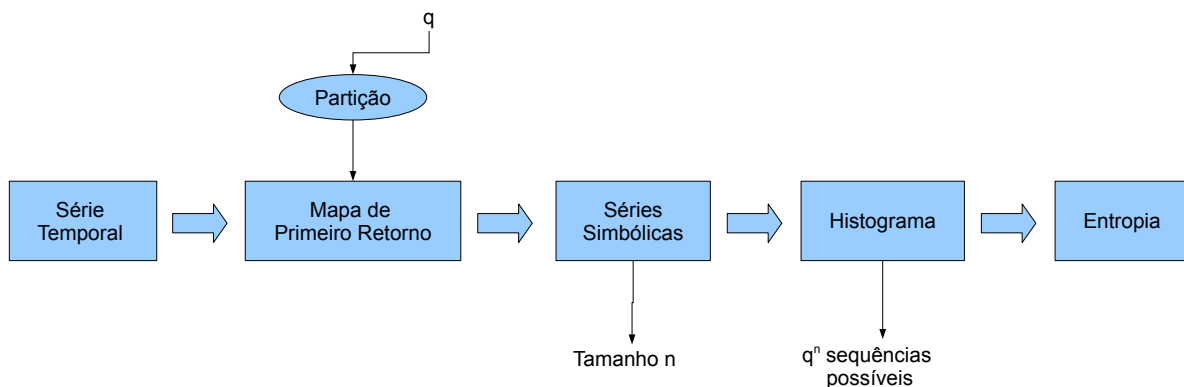 q
Partição
Série
Temporal
Mapa de
Primeiro Retorno
Séries
Simbólicas
Histograma
Entropia
Tamanho n
qⁿ sequências
possíveis